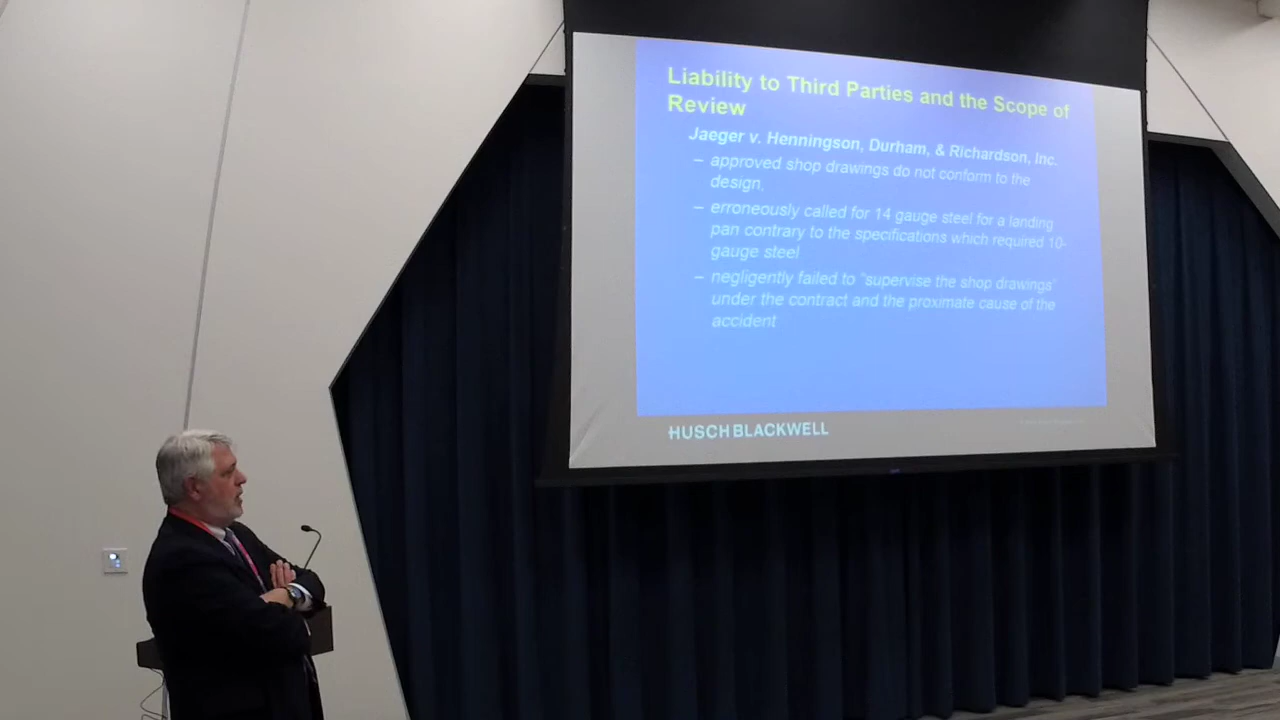 Liability to Third Parties and the Scope of
Review
Jaeger v. Henningson, Durham, & Richardson, Inc.
– approved shop drawings do not conform to the
design,
– erroneously called for 14 gauge steel for a landing
pan contrary to the specifications which required 10-
gauge steel
– negligently failed to "supervise the shop drawings"
under the contract and the proximate cause of the
accident
HUSCH BLACKWELL